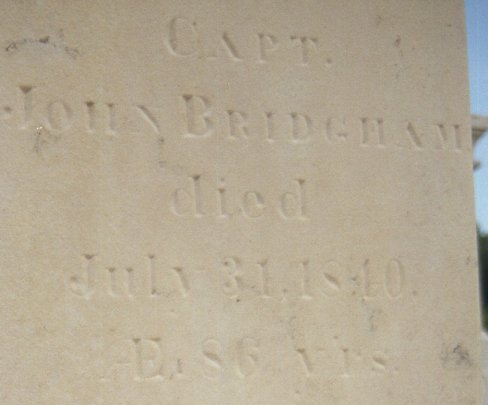 CAPT.
JOHN BRIDGHAM
died
July 31, 1840.
Æ. 86 yrs.